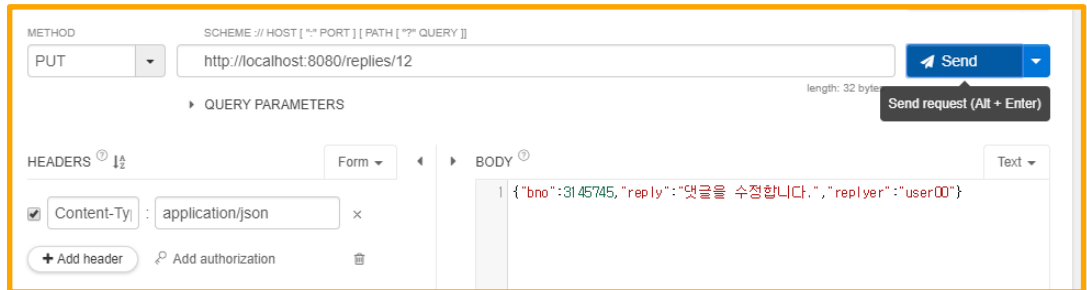 METHOD
SCHEME :// HOST [ ":" PORT ] [ PATH [ "?" QUERY ]]
PUT
http://localhost:8080/replies/12
Send
length: 32 bytes
QUERY PARAMETERS
Send request (Alt + Enter)
HEADERS
Form
BODY
Text
1 {"bno":3145745,"reply":"댓글을 수정합니다.","replyer":"user00"}
Content-Ty
:
application/json
×
+ Add header
Add authorization